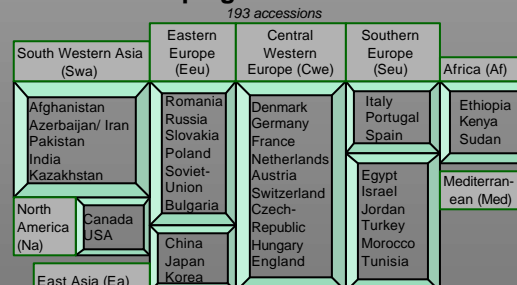 193 accessions
South Western Asia
(Swa)
Eastern
Europe
(Eeu)
Central
Western
Europe (Cwe)
Southern
Europe
(Seu)
Africa (Af)
Afghanistan
Azerbaijan/ Iran
Pakistan
India
Kazakhstan
Romania
Russia
Slovakia
Poland
Soviet-
Union
Bulgaria
Denmark
Germany
France
Netherlands
Austria
Switzerland
Czech-
Republic
Hungary
England
Italy
Portugal
Spain
Ethiopia
Kenya
Sudan
Mediterran-
ean (Med)
Egypt
Israel
Jordan
Turkey
Morocco
Tunisia
North
America
(Na)
Canada
USA
China
Japan
Korea
East Asia (Ea)